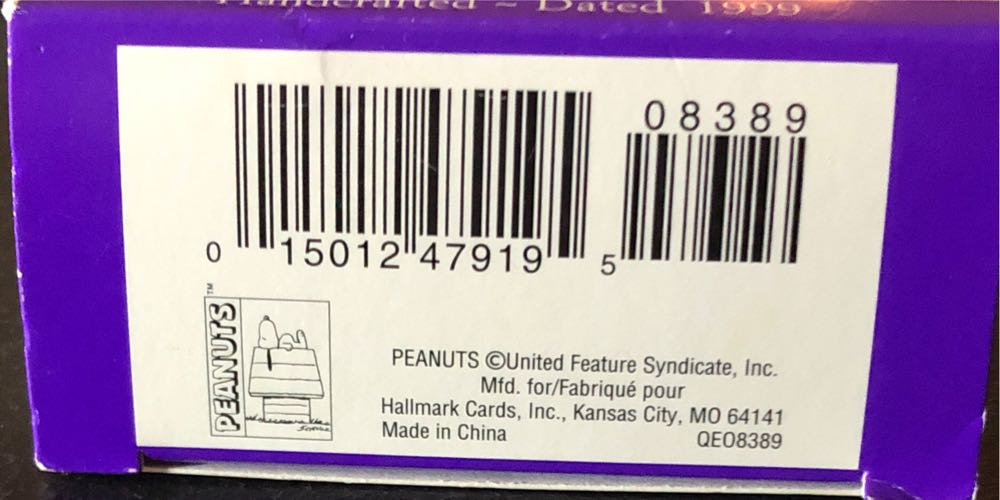 Handcrafted ~ Dated 1999
08389
0 15012 47919 5
PEANUTS™
PEANUTS ©United Feature Syndicate, Inc.
Mfd. for/Fabriqué pour
Hallmark Cards, Inc., Kansas City, MO 64141
Made in China QEO8389